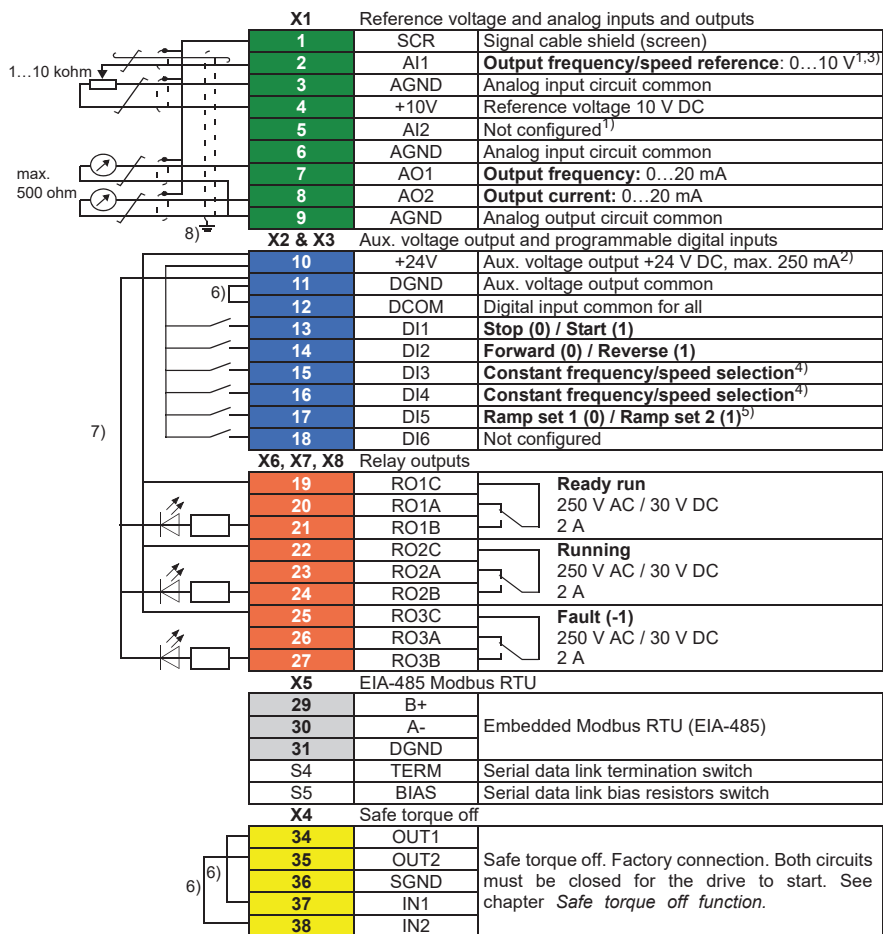 X1 Reference voltage and analog inputs and outputs
1 SCR Signal cable shield (screen)
2 AI1 Output frequency/speed reference: 0…10 V1,3)
1…10 kohm
3 AGND Analog input circuit common
4 +10V Reference voltage 10 V DC
5 AI2 Not configured1)
6 AGND Analog input circuit common
max.
500 ohm
7 AO1 Output frequency: 0…20 mA
8 AO2 Output current: 0…20 mA
9 AGND Analog output circuit common
8)
X2 & X3 Aux. voltage output and programmable digital inputs
10 +24V Aux. voltage output +24 V DC, max. 250 mA2)
11 DGND Aux. voltage output common
6)
12 DCOM Digital input common for all
13 DI1 Stop (0) / Start (1)
14 DI2 Forward (0) / Reverse (1)
15 DI3 Constant frequency/speed selection4)
16 DI4 Constant frequency/speed selection4)
17 DI5 Ramp set 1 (0) / Ramp set 2 (1)5)
7)
18 DI6 Not configured
X6, X7, X8 Relay outputs
19 RO1C Ready run
20 RO1A 250 V AC / 30 V DC
21 RO1B 2 A
22 RO2C Running
23 RO2A 250 V AC / 30 V DC
24 RO2B 2 A
25 RO3C Fault (-1)
26 RO3A 250 V AC / 30 V DC
27 RO3B 2 A
X5 EIA-485 Modbus RTU
29 B+
30 A- Embedded Modbus RTU (EIA-485)
31 DGND
S4 TERM Serial data link termination switch
S5 BIAS Serial data link bias resistors switch
X4 Safe torque off
34 OUT1
35 OUT2 Safe torque off. Factory connection. Both circuits
6) 6) 36 SGND must be closed for the drive to start. See
37 IN1 chapter Safe torque off function.
38 IN2